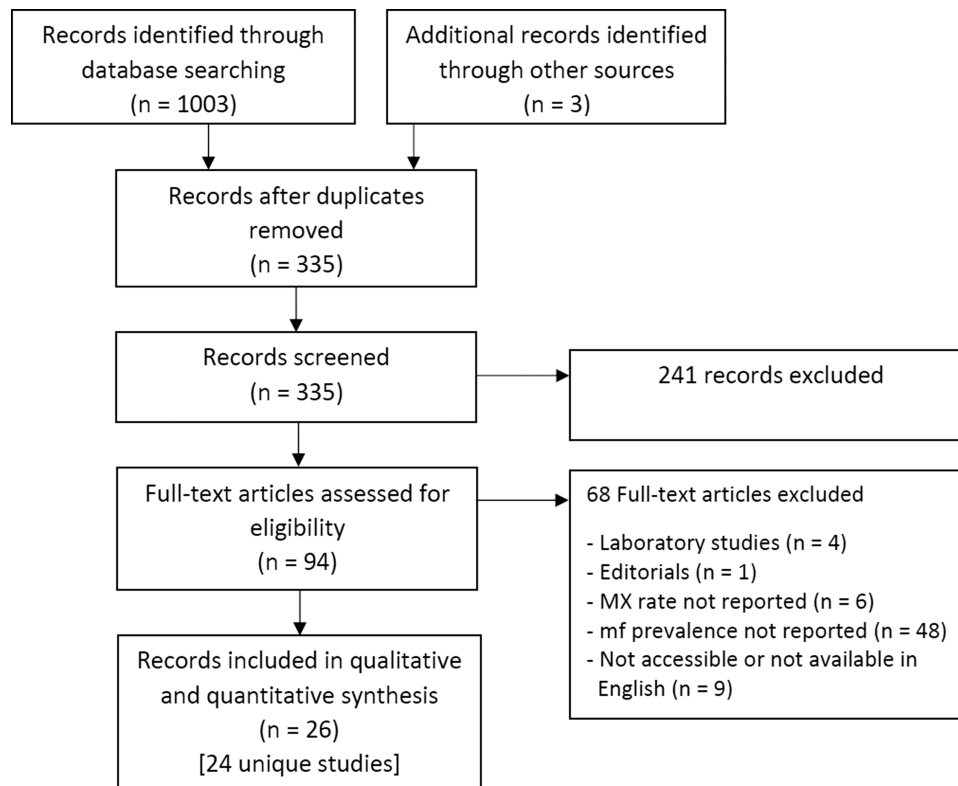 Records identified through
database searching
(n = 1003)
Additional records identified
through other sources
(n = 3)
Records after duplicates
removed
(n = 335)
Records screened
(n = 335)
241 records excluded
Full-text articles assessed for
eligibility
(n = 94)
68 Full-text articles excluded
- Laboratory studies (n = 4)
- Editorials (n = 1)
- MX rate not reported (n = 6)
- mf prevalence not reported (n = 48)
- Not accessible or not available in
English (n = 9)
Records included in qualitative
and quantitative synthesis
(n = 26)
[24 unique studies]